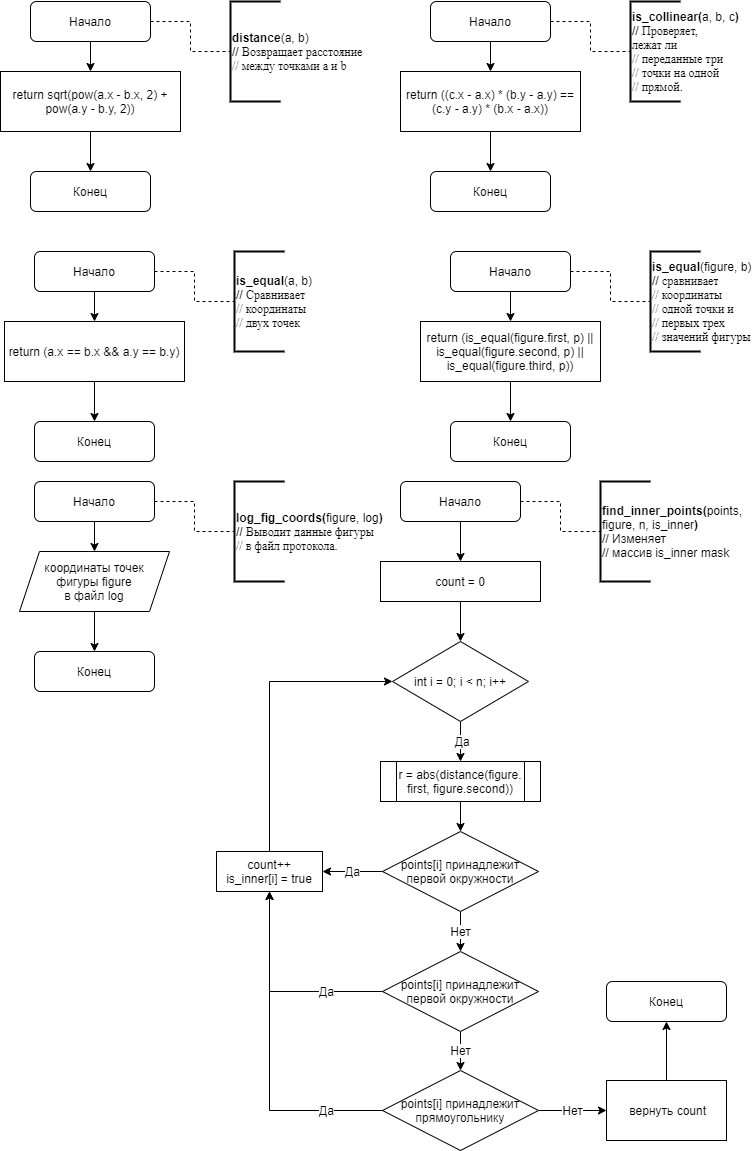 Начало
distance(a, b)
// Возвращает расстояние
// между точками a и b
return sqrt(pow(a.x - b.x, 2) +
pow(a.y - b.y, 2))
Конец
Начало
is_collinear(a, b, c)
// Проверяет,
лежат ли
// переданные три
// точки на одной
// прямой.
return ((c.x - a.x) * (b.y - a.y) ==
(c.y - a.y) * (b.x - a.x))
Конец
Начало
is_equal(a, b)
// Сравнивает
// координаты
// двух точек
return (a.x == b.x && a.y == b.y)
Конец
Начало
is_equal(figure, b)
// сравнивает
// координаты
// одной точки и
// первых трех
// значений фигуры
return (is_equal(figure.first, p) ||
is_equal(figure.second, p) ||
is_equal(figure.third, p))
Конец
Начало
log_fig_coords(figure, log)
// Выводит данные фигуры
// в файл протокола.
координаты точек
фигуры figure
в файл log
Конец
Начало
find_inner_points(points,
figure, n, is_inner)
// Изменяет
// массив is_inner mask
count = 0
int i = 0; i < n; i++
Да
r = abs(distance(figure.
first, figure.second))
points[i] принадлежит
первой окружности
Да
count++
is_inner[i] = true
Нет
points[i] принадлежит
первой окружности
Да
Нет
points[i] принадлежит
прямоугольнику
Да
Нет
вернуть count
Конец